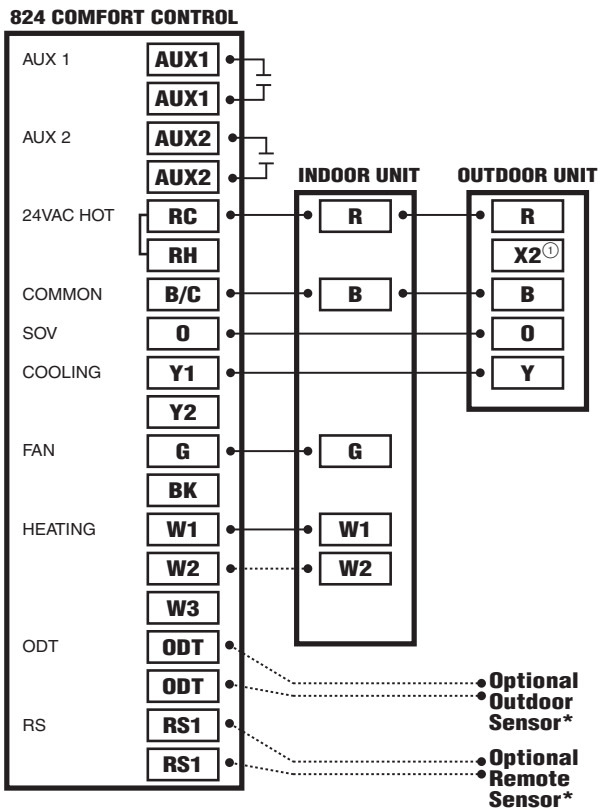 824 COMFORT CONTROL
AUX 1
AUX1
AUX1
AUX 2
AUX2
AUX2
INDOOR UNIT
OUTDOOR UNIT
24VAC HOT
RC
R
R
RH
X2①
COMMON
B/C
B
B
SOV
O
O
COOLING
Y1
Y
Y2
FAN
G
G
BK
HEATING
W1
W1
W2
W2
W3
ODT
ODT
ODT
Optional
Outdoor
Sensor*
RS
RS1
RS1
Optional
Remote
Sensor*